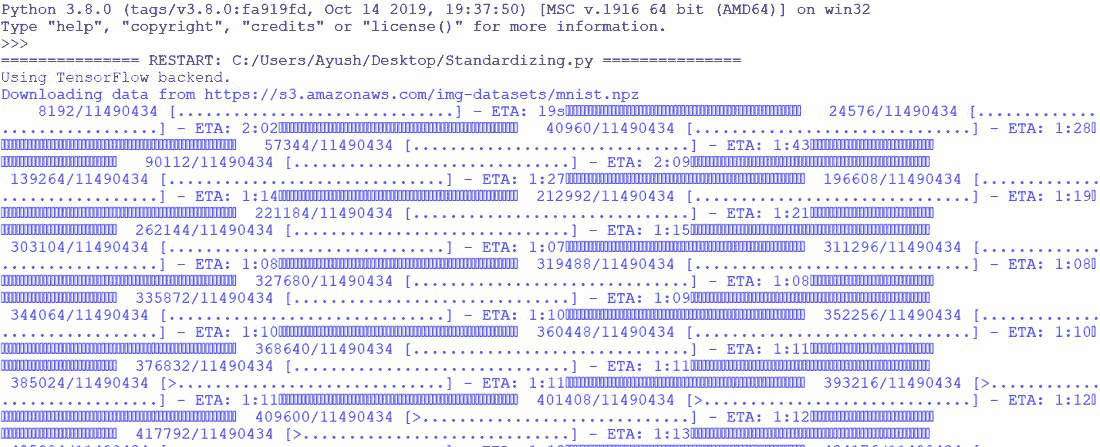 Python 3.8.0 (tags/v3.8.0:fa919fd, Oct 14 2019, 19:37:50) [MSC v.1916 64 bit (AMD64)] on win32
Type "help", "copyright", "credits" or "license()" for more information.
>>>
=============== RESTART: C:/Users/Ayush/Desktop/Standardizing.py ===============
Using TensorFlow backend.
Downloading data from https://s3.amazonaws.com/img-datasets/mnist.npz
8192/11490434 [..............................] - ETA: 19s 24576/11490434 [.............
.................] - ETA: 2:02 40960/11490434 [..............................] - ETA: 1:28
57344/11490434 [..............................] - ETA: 1:43
90112/11490434 [..............................] - ETA: 2:09
139264/11490434 [..............................] - ETA: 1:27 196608/11490434 [.............
.................] - ETA: 1:14 212992/11490434 [..............................] - ETA: 1:19
221184/11490434 [..............................] - ETA: 1:21
262144/11490434 [..............................] - ETA: 1:15
303104/11490434 [..............................] - ETA: 1:07 311296/11490434 [.............
.................] - ETA: 1:08 319488/11490434 [..............................] - ETA: 1:08
327680/11490434 [..............................] - ETA: 1:08
335872/11490434 [..............................] - ETA: 1:09
344064/11490434 [..............................] - ETA: 1:10 352256/11490434 [.............
.................] - ETA: 1:10 360448/11490434 [..............................] - ETA: 1:10
368640/11490434 [..............................] - ETA: 1:11
376832/11490434 [..............................] - ETA: 1:11
385024/11490434 [>.............................] - ETA: 1:11 393216/11490434 [>............
.................] - ETA: 1:11 401408/11490434 [>.............................] - ETA: 1:12
409600/11490434 [>.............................] - ETA: 1:12
417792/11490434 [>.............................] - ETA: 1:13